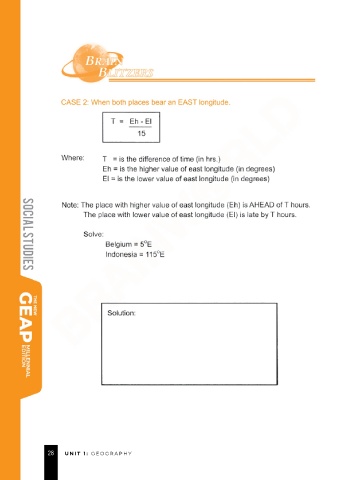 BRAIN
BLITZERS
CASE 2: When both places bear an EAST longitude.
T = Eh - El
15
Where: T = is the difference of time (in hrs.)
Eh = is the higher value of east longitude (in degrees)
El = is the lower value of east longitude (in degrees)
Note: The place with higher value of east longitude (Eh) is AHEAD of T hours.
The place with lower value of east longitude (El) is late by T hours.
Solve:
Belgium = 5°E
Indonesia = 115°E
Solution:
SOCIAL STUDIES
THE NEW
GEAP
MILLENNIAL
EDITION
28 UNIT I: GEOGRAPHY